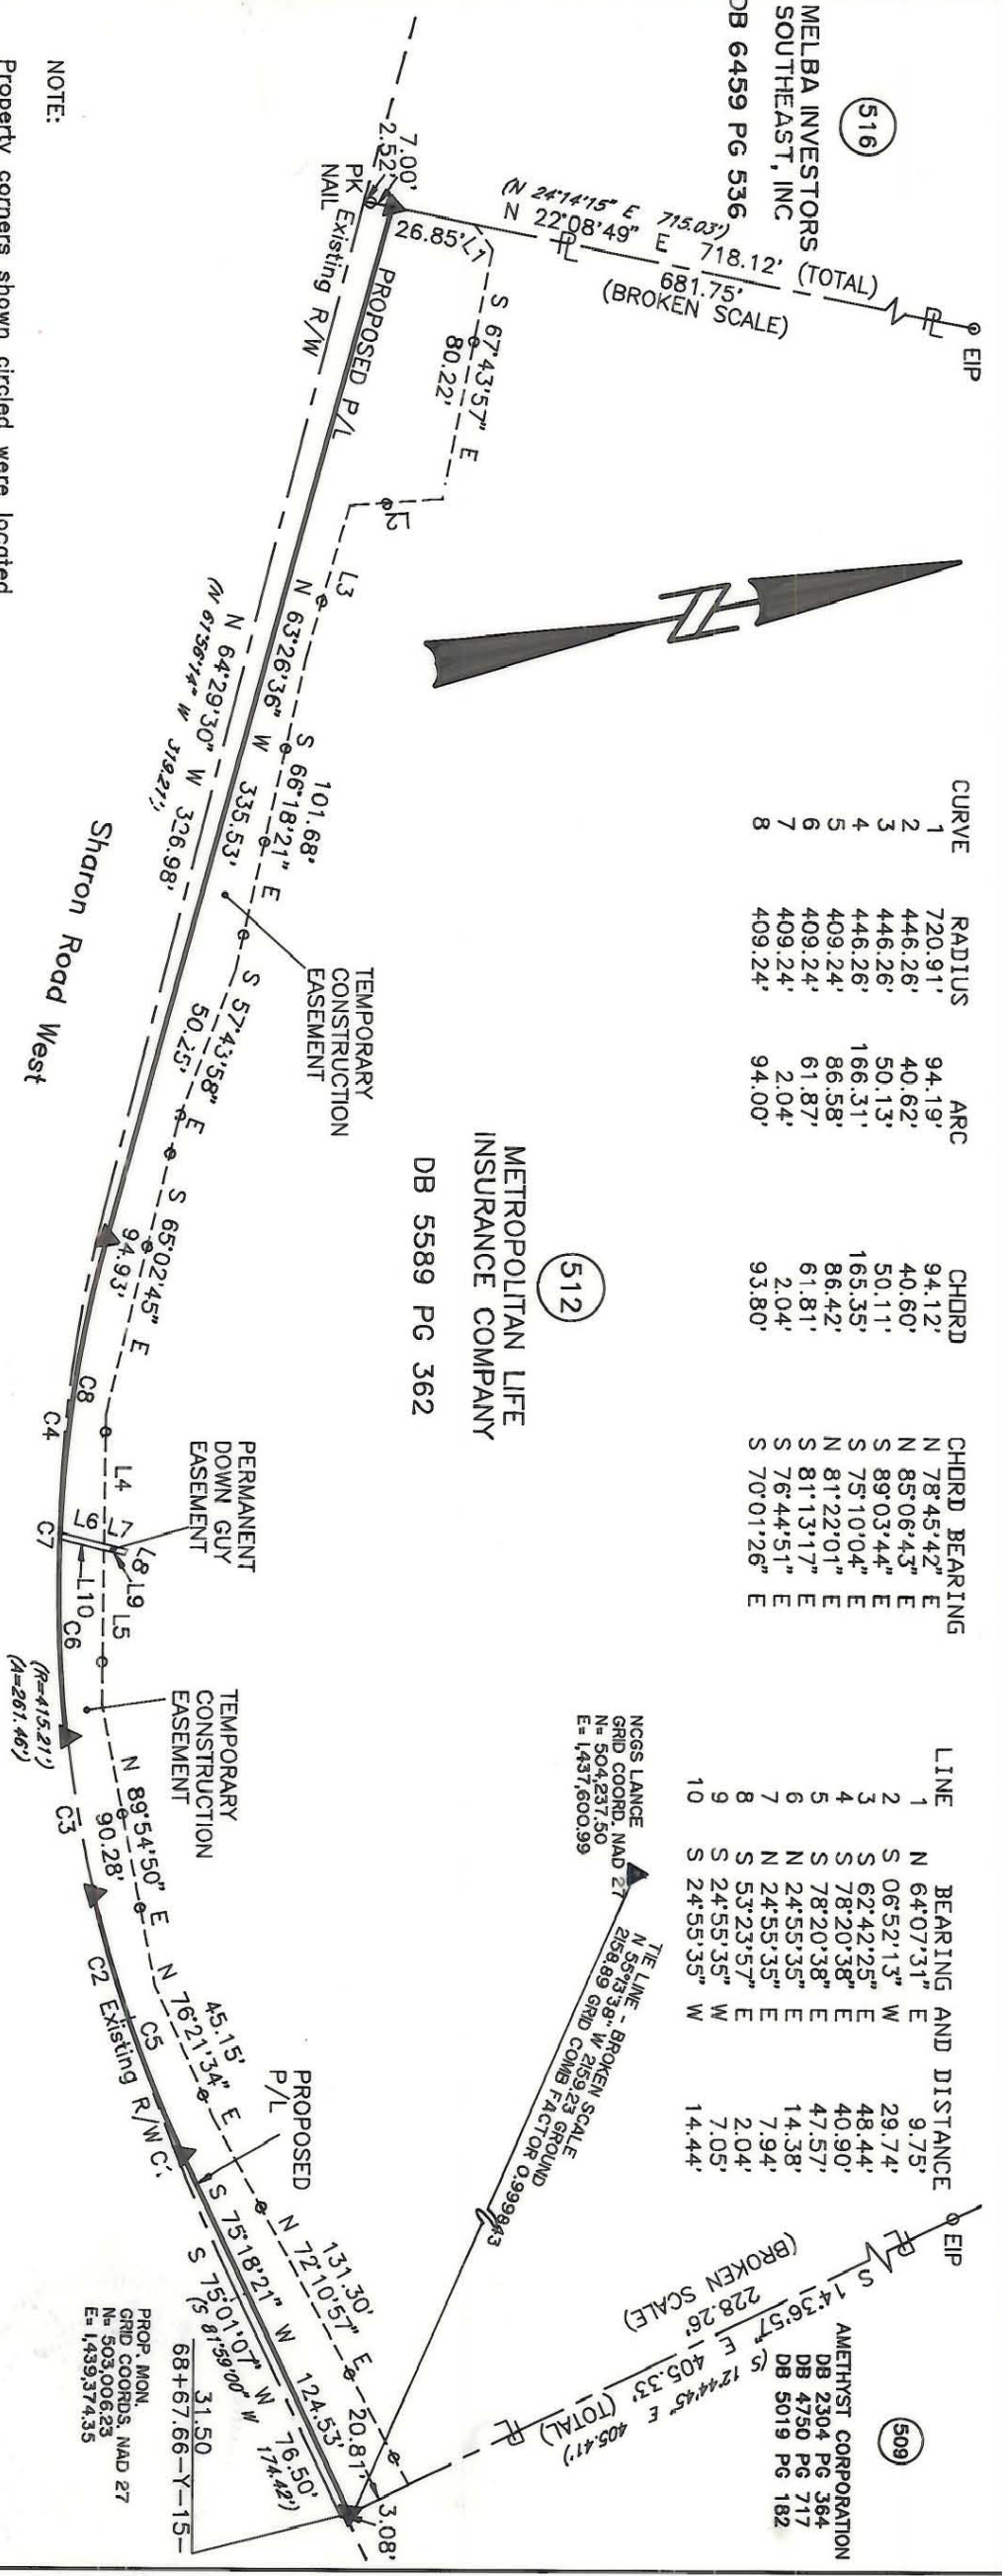 516
MELBA INVESTORS
SOUTHEAST, INC
DB 6459 PG 536
(N 24°14'15" E 715.03')
N 22°08'49" E 718.12' (TOTAL)
681.75'
(BROKEN SCALE)
PL
PL
EIP
7.00'
2.52'
PK
NAIL
26.85'
L1
S 67°43'57" E
80.22'
L2
L3
Existing R/W
PROPOSED P/L
N 63°26'36" W 335.53'
N 64°29'30" W 326.98'
S 66°18'21" E
101.68'
S 57°43'58" E
50.25'
S 65°02'45" E
94.93'
TEMPORARY
CONSTRUCTION
EASEMENT
Sharon Road West
NOTE:
Property corners shown circled were located
CURVE RADIUS ARC CHORD CHORD BEARING
1 720.91' 94.19' 94.12' N 78°45'42" E
2 446.26' 40.62' 40.60' N 85°06'43" E
3 446.26' 50.13' 50.11' S 89°03'44" E
4 446.26' 166.31' 165.35' S 75°10'04" E
5 409.24' 86.58' 86.42' N 81°22'01" E
6 409.24' 61.87' 61.81' S 81°13'17" E
7 409.24' 2.04' 2.04' S 76°44'51" E
8 409.24' 94.00' 93.80' S 70°01'26" E
512
METROPOLITAN LIFE
INSURANCE COMPANY
DB 5589 PG 362
PERMANENT
DOWN GUY
EASEMENT
C8
C4
L4
L6
L7
L8
L9
L10
L5
C7
C6
(R=415.21')
(A=261.46')
TEMPORARY
CONSTRUCTION
EASEMENT
C3
N 89°54'50" E
90.28'
C2
C5
Existing R/W
N 76°21'34" E
45.15'
PROPOSED
P/L
N 72°10'57" E
131.30'
20.81'
3.08'
S 75°18'21" W 124.53'
S 75°01'07" W 76.50'
(S 81°59'00" W 174.42')
31.50
68+67.66-Y-15-
PROP. MON.
GRID COORDS. NAD 27
N= 503,006.23
E= 1,439,374.35
NCGS LANCE
GRID COORD. NAD 27
N= 504,237.50
E= 1,437,600.99
TIE LINE - BROKEN SCALE
N 55°13'38" W 2159.23 GROUND
2158.89 GRID COMB FACTOR 0.999843
LINE BEARING AND DISTANCE
1 N 64°07'31" E 9.75'
2 S 06°52'13" W 29.74'
3 S 62°42'25" E 48.44'
4 S 78°20'38" E 40.90'
5 S 78°20'38" E 47.57'
6 N 24°55'35" E 14.38'
7 N 24°55'35" E 7.94'
8 S 53°23'57" E 2.04'
9 S 24°55'35" W 7.05'
10 S 24°55'35" W 14.44'
EIP
PL
S 14°36'57" E 405.33' (TOTAL)
228.26'
(BROKEN SCALE)
(S 12°44'45" E 405.41')
PL
AMETHYST CORPORATION
DB 2304 PG 364
DB 4750 PG 717
DB 5019 PG 182
509